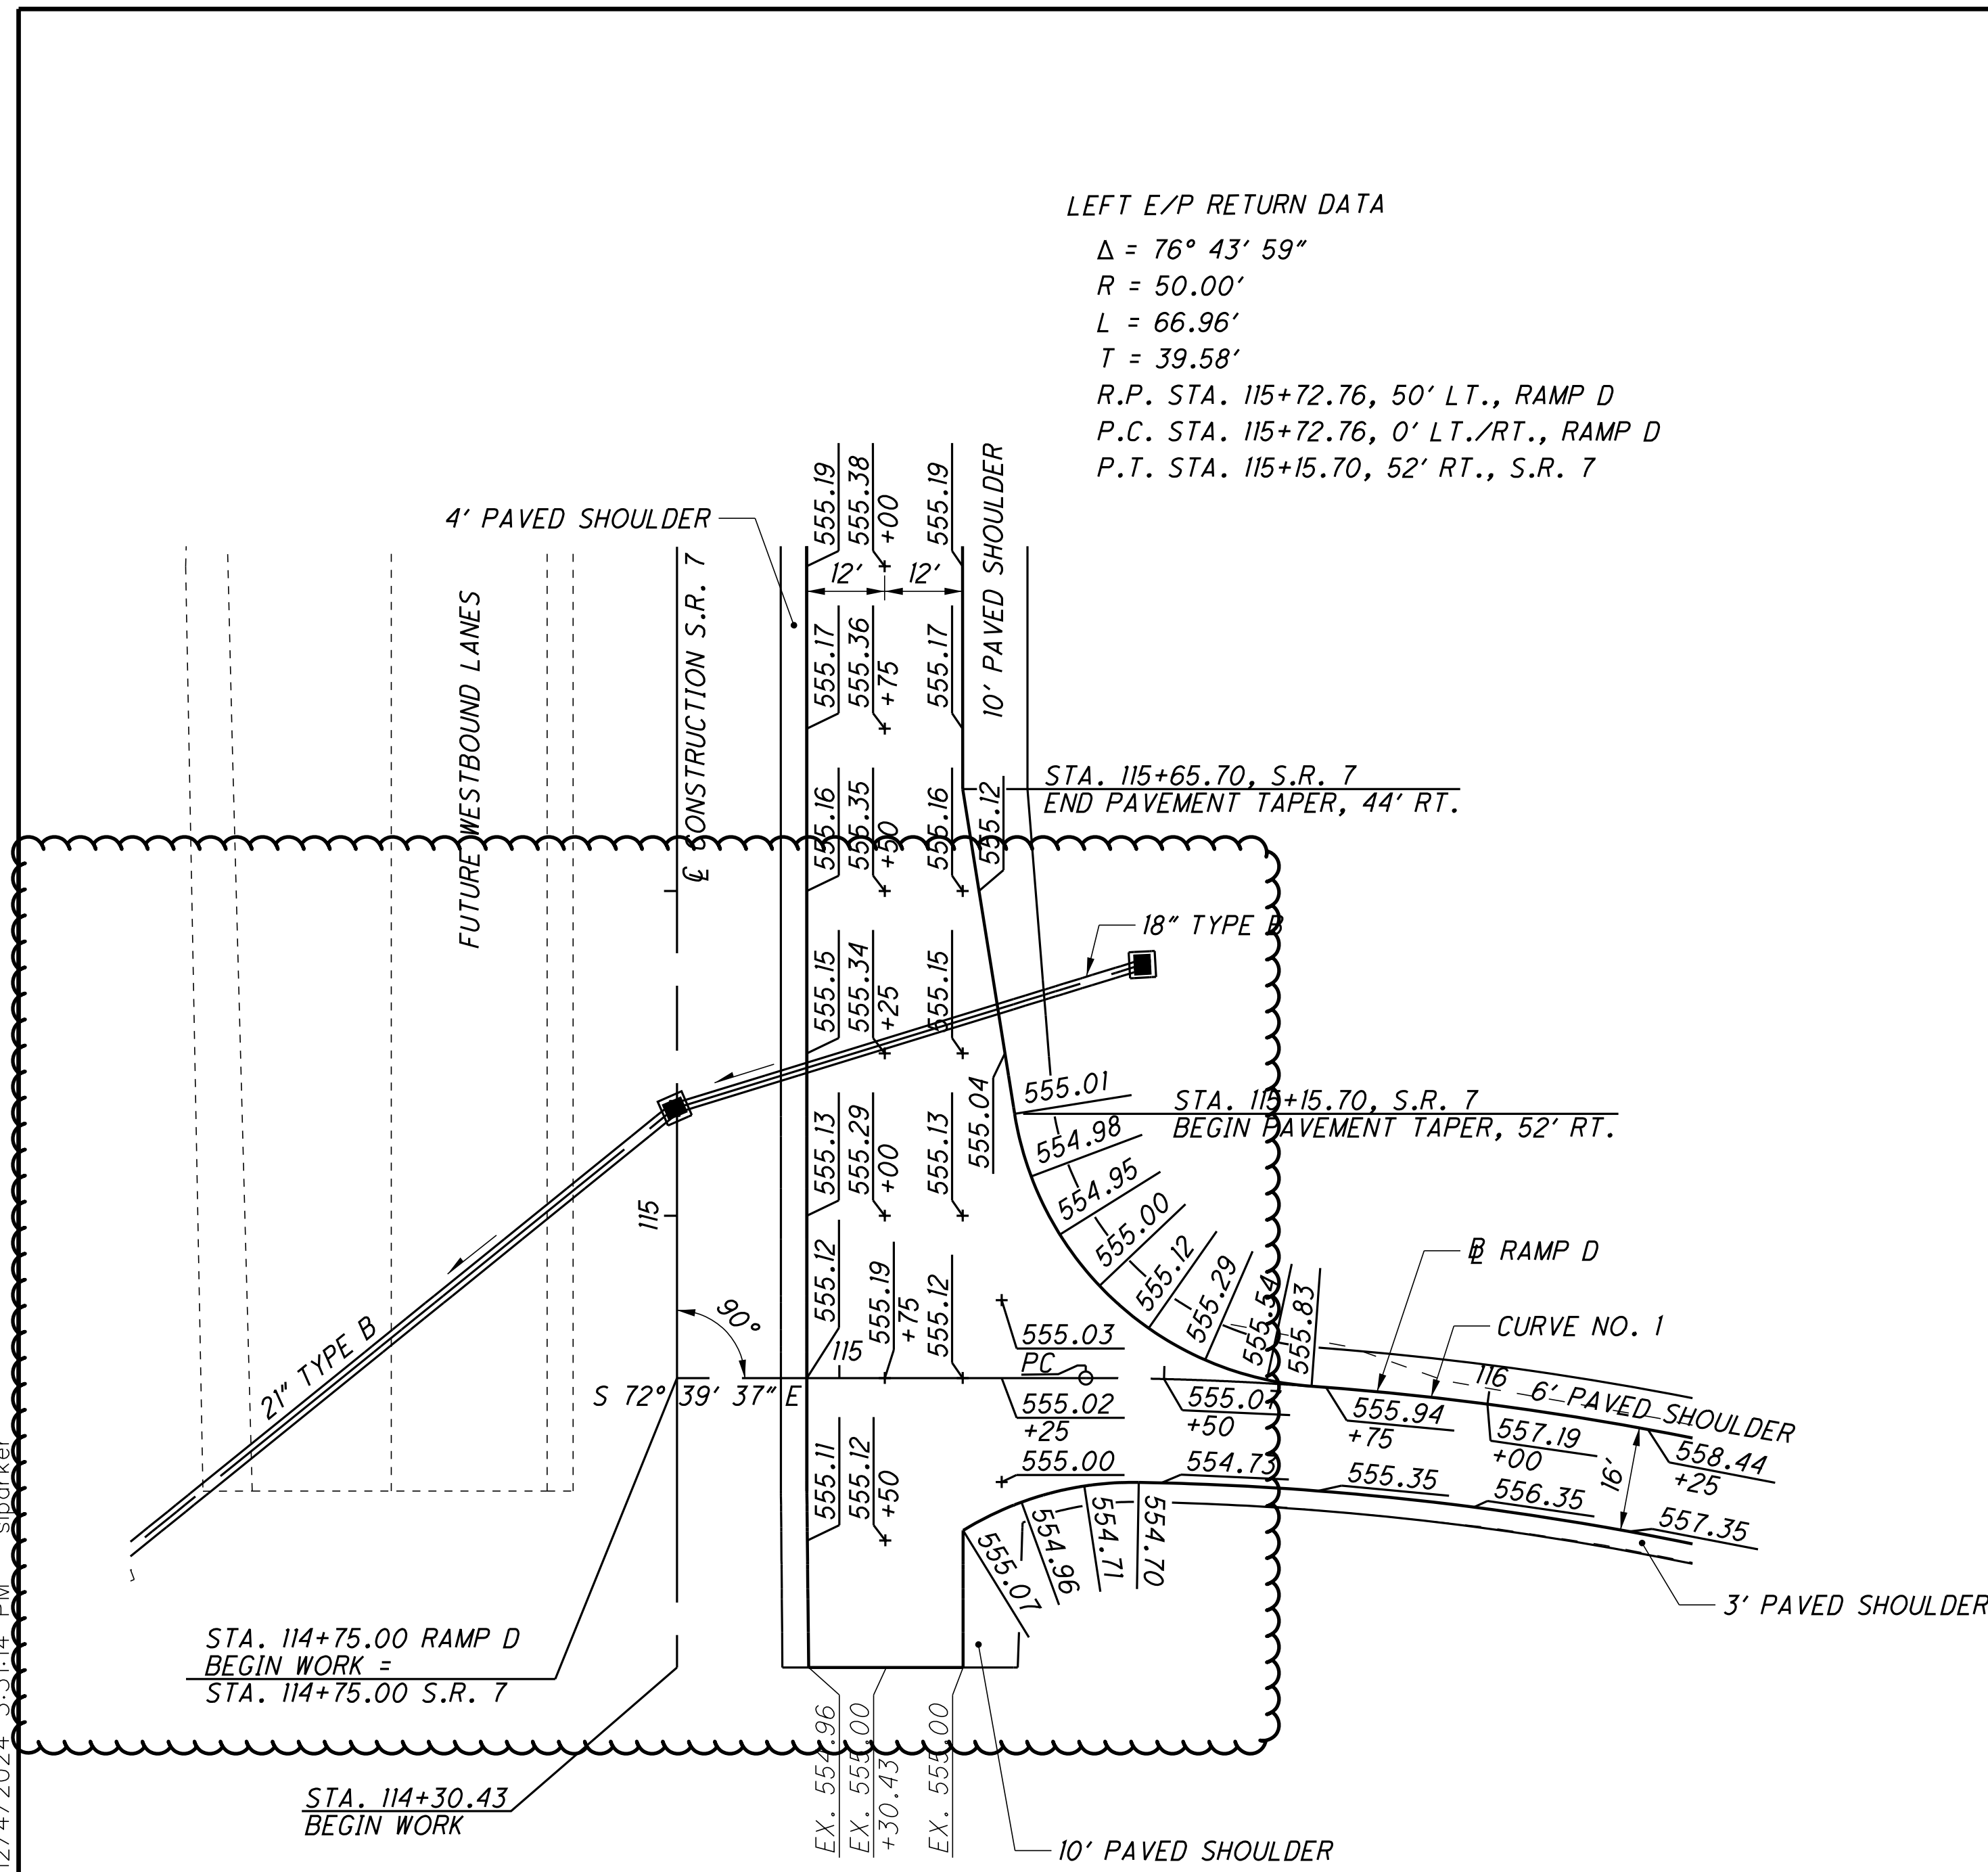 LEFT E/P RETURN DATA
Δ = 76° 43' 59"
R = 50.00'
L = 66.96'
T = 39.58'
R.P. STA. 115+72.76, 50' LT., RAMP D
P.C. STA. 115+72.76, 0' LT./RT., RAMP D
P.T. STA. 115+15.70, 52' RT., S.R. 7
4' PAVED SHOULDER
555.19
555.38
+00
555.19
10' PAVED SHOULDER
12'
12'
FUTURE WESTBOUND LANES
℄ CONSTRUCTION S.R. 7
555.17
555.36
+75
555.17
STA. 115+65.70, S.R. 7
END PAVEMENT TAPER, 44' RT.
555.16
555.35
+50
555.16
555.12
18" TYPE B
555.15
555.34
+25
555.15
555.04
555.01
STA. 115+15.70, S.R. 7
BEGIN PAVEMENT TAPER, 52' RT.
554.98
554.95
555.00
555.12
555.29
555.54
555.83
115
555.13
555.29
+00
555.13
90°
555.12
115
555.19
+75
555.12
555.03
PC
S 72° 39' 37" E
555.02
+25
555.00
BL RAMP D
CURVE NO. 1
116
6' PAVED SHOULDER
555.07
+50
555.94
+75
557.19
+00
558.44
+25
554.73
555.35
556.35
16'
557.35
21" TYPE B
555.11
555.12
+50
555.07
554.96
554.71
554.70
3' PAVED SHOULDER
STA. 114+75.00 RAMP D
BEGIN WORK =
STA. 114+75.00 S.R. 7
STA. 114+30.43
BEGIN WORK
EX. 554.96
EX. 555.00
+30.43
EX. 555.00
10' PAVED SHOULDER